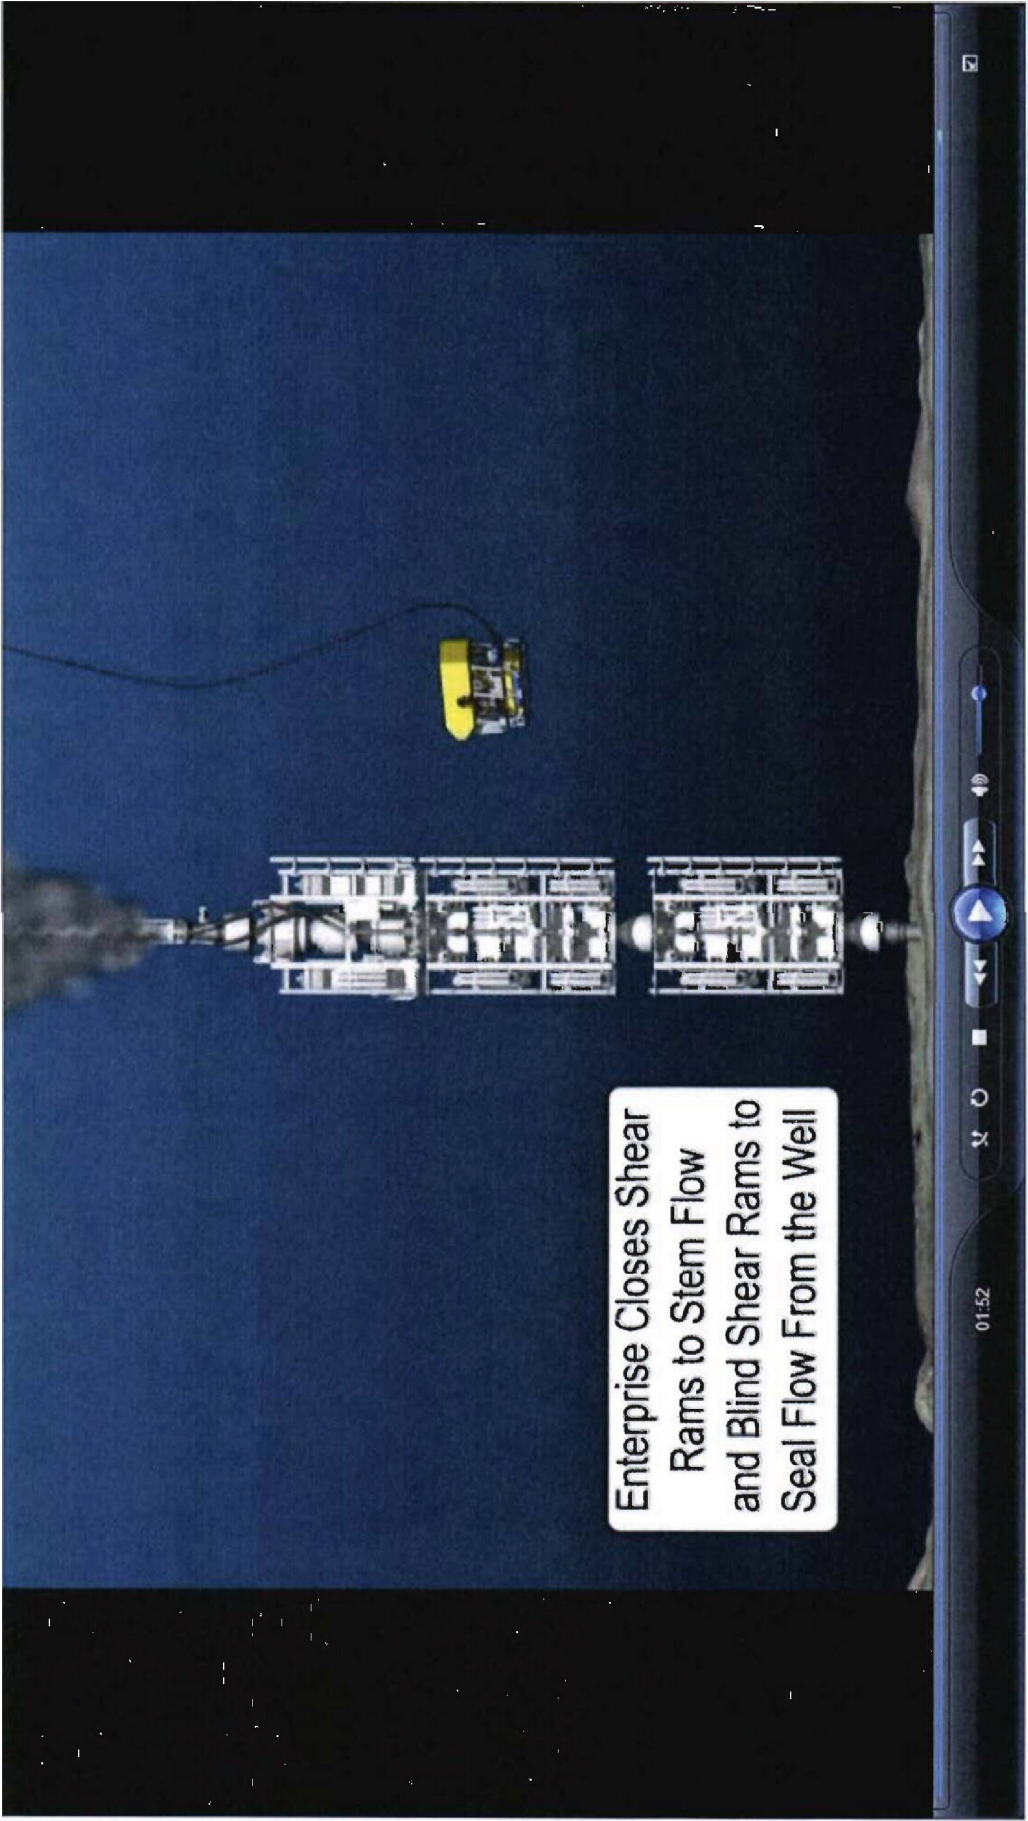 Enterprise Closes Shear
Rams to Stem Flow
and Blind Shear Rams to
Seal Flow From the Well
01:52